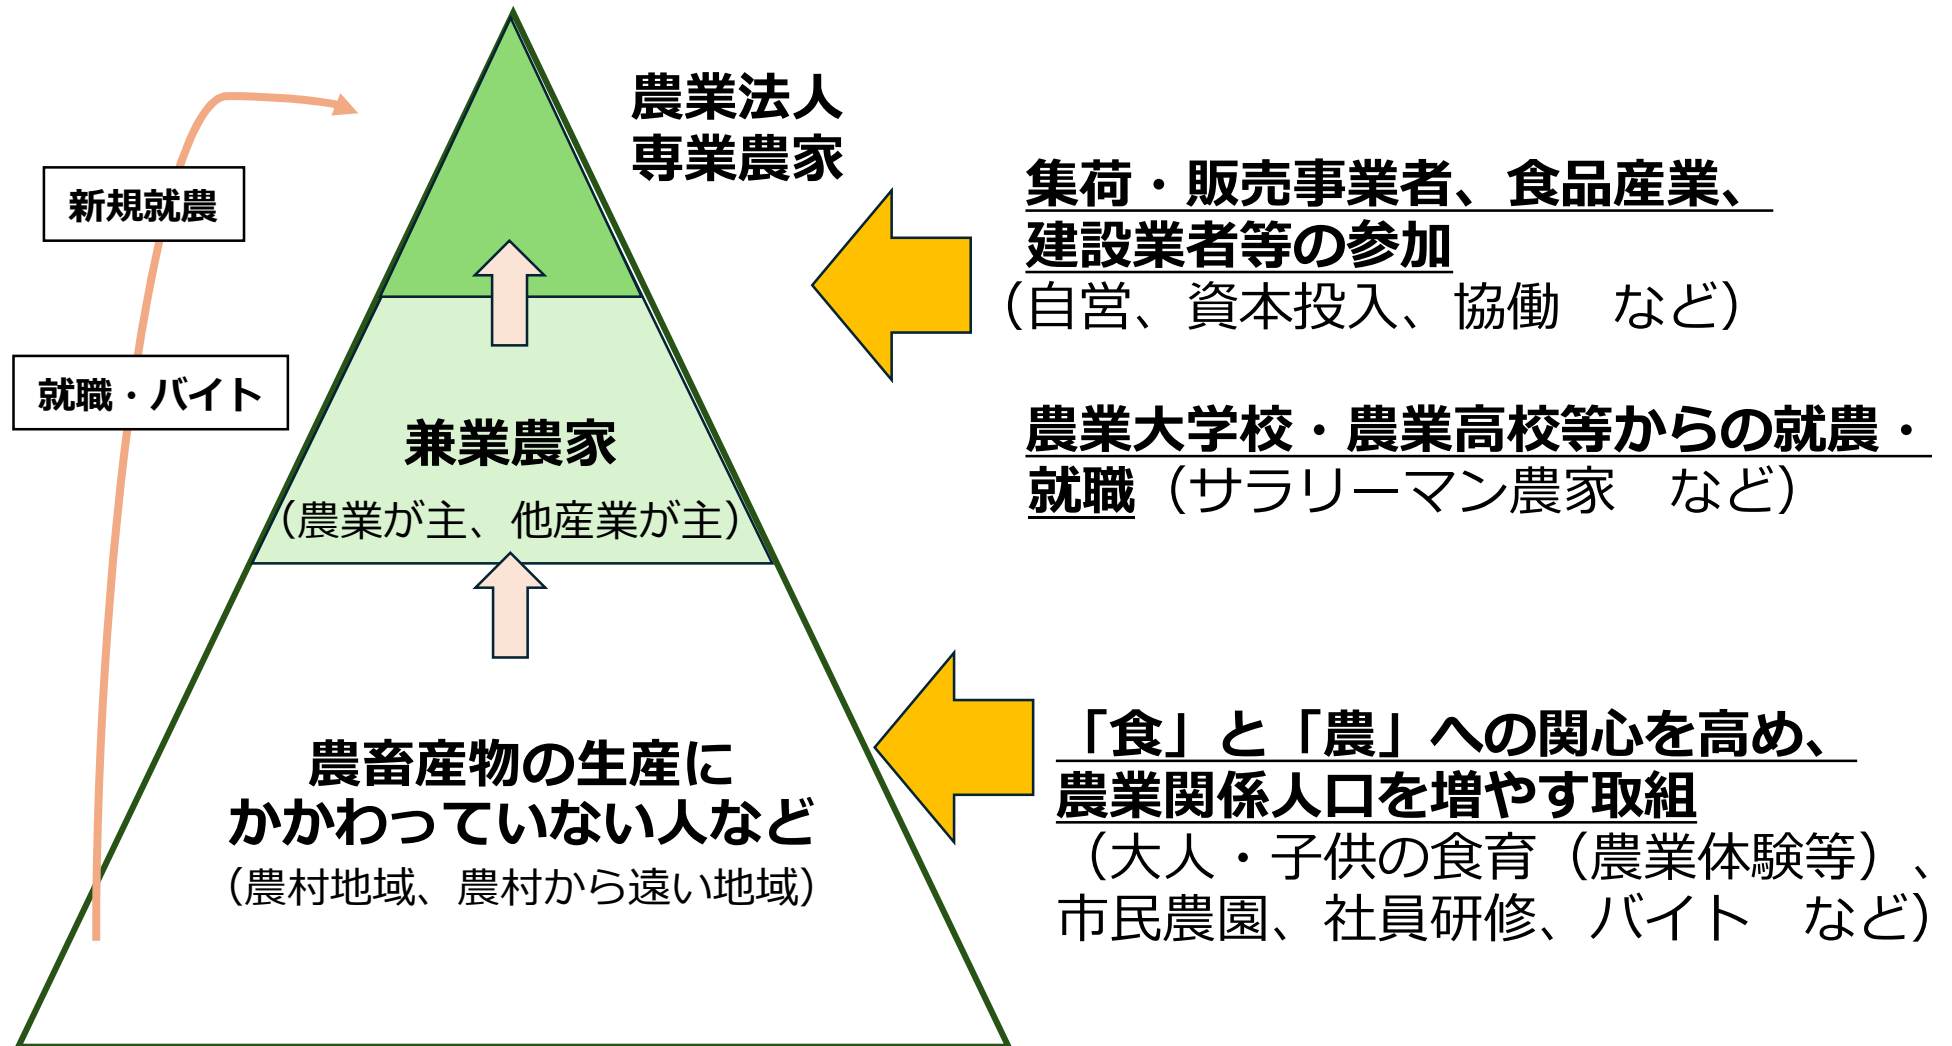 農業法人
専業農家
新規就農
就職・バイト
兼業農家
（農業が主、他産業が主）
農畜産物の生産に
かかわっていない人など
（農村地域、農村から遠い地域）
集荷・販売事業者、食品産業、
建設業者等の参加
（自営、資本投入、協働　など）
農業大学校・農業高校等からの就農・
就職（サラリーマン農家　など）
「食」と「農」への関心を高め、
農業関係人口を増やす取組
（大人・子供の食育（農業体験等）、
市民農園、社員研修、バイト　など）